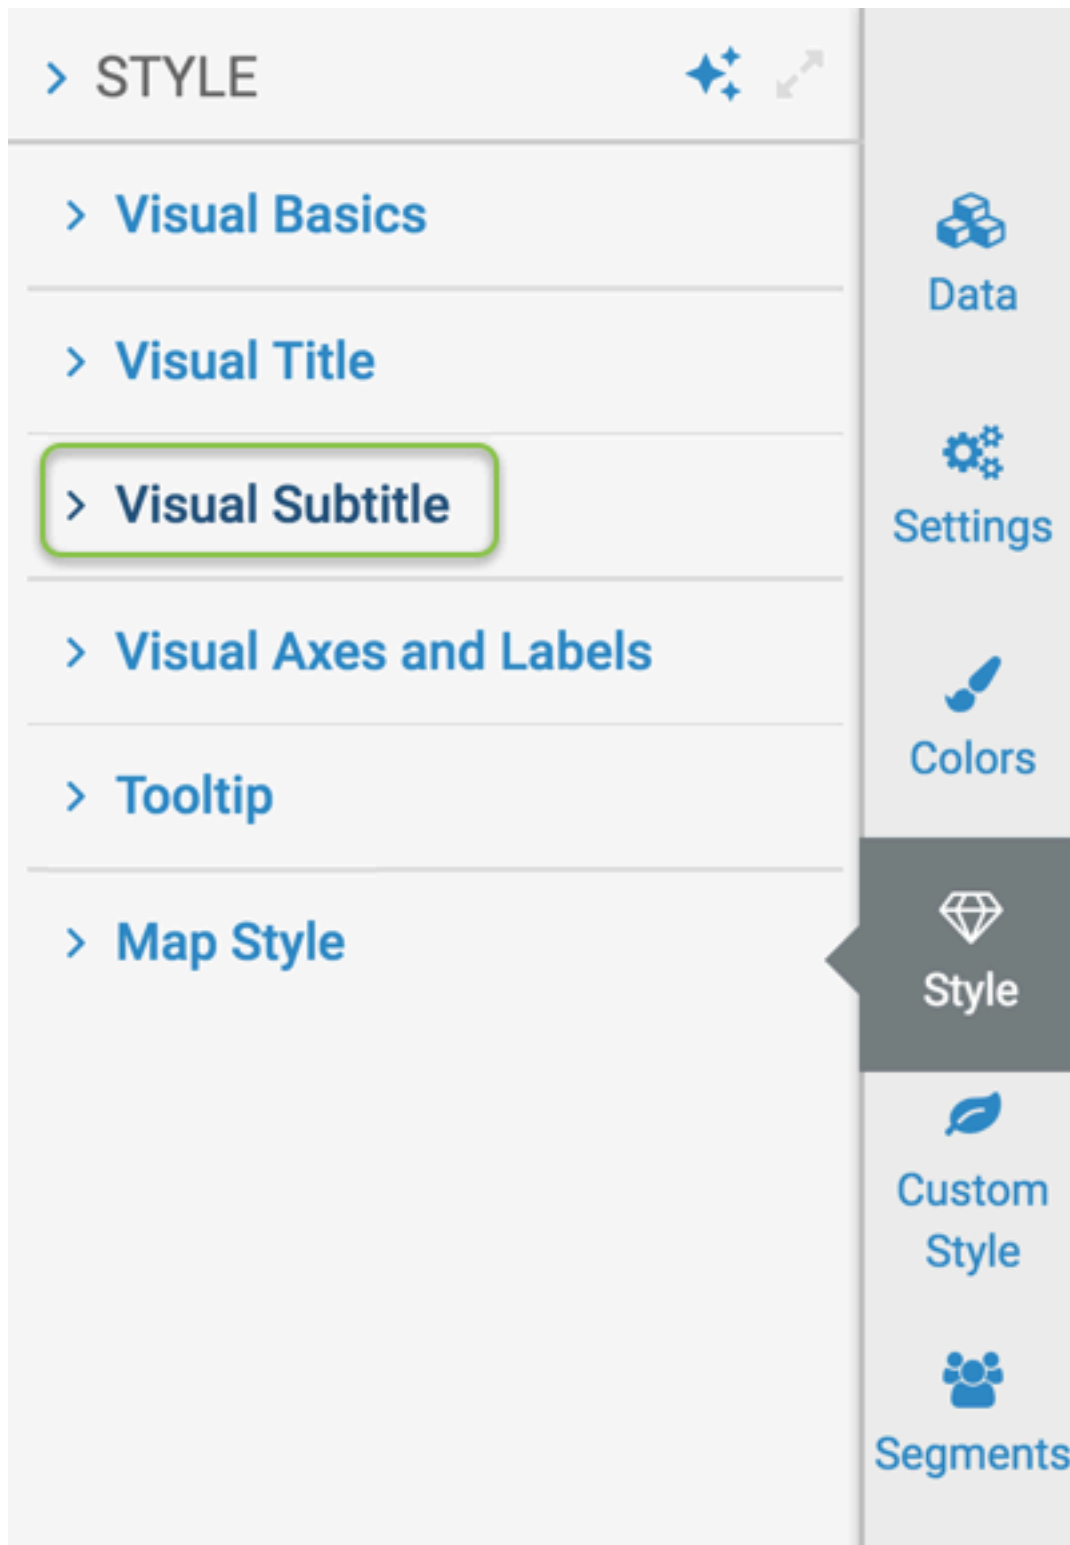 STYLE
Visual Basics
Visual Title
Visual Subtitle
Visual Axes and Labels
Tooltip
Map Style
Data
Settings
Colors
Style
Custom
Style
Segments